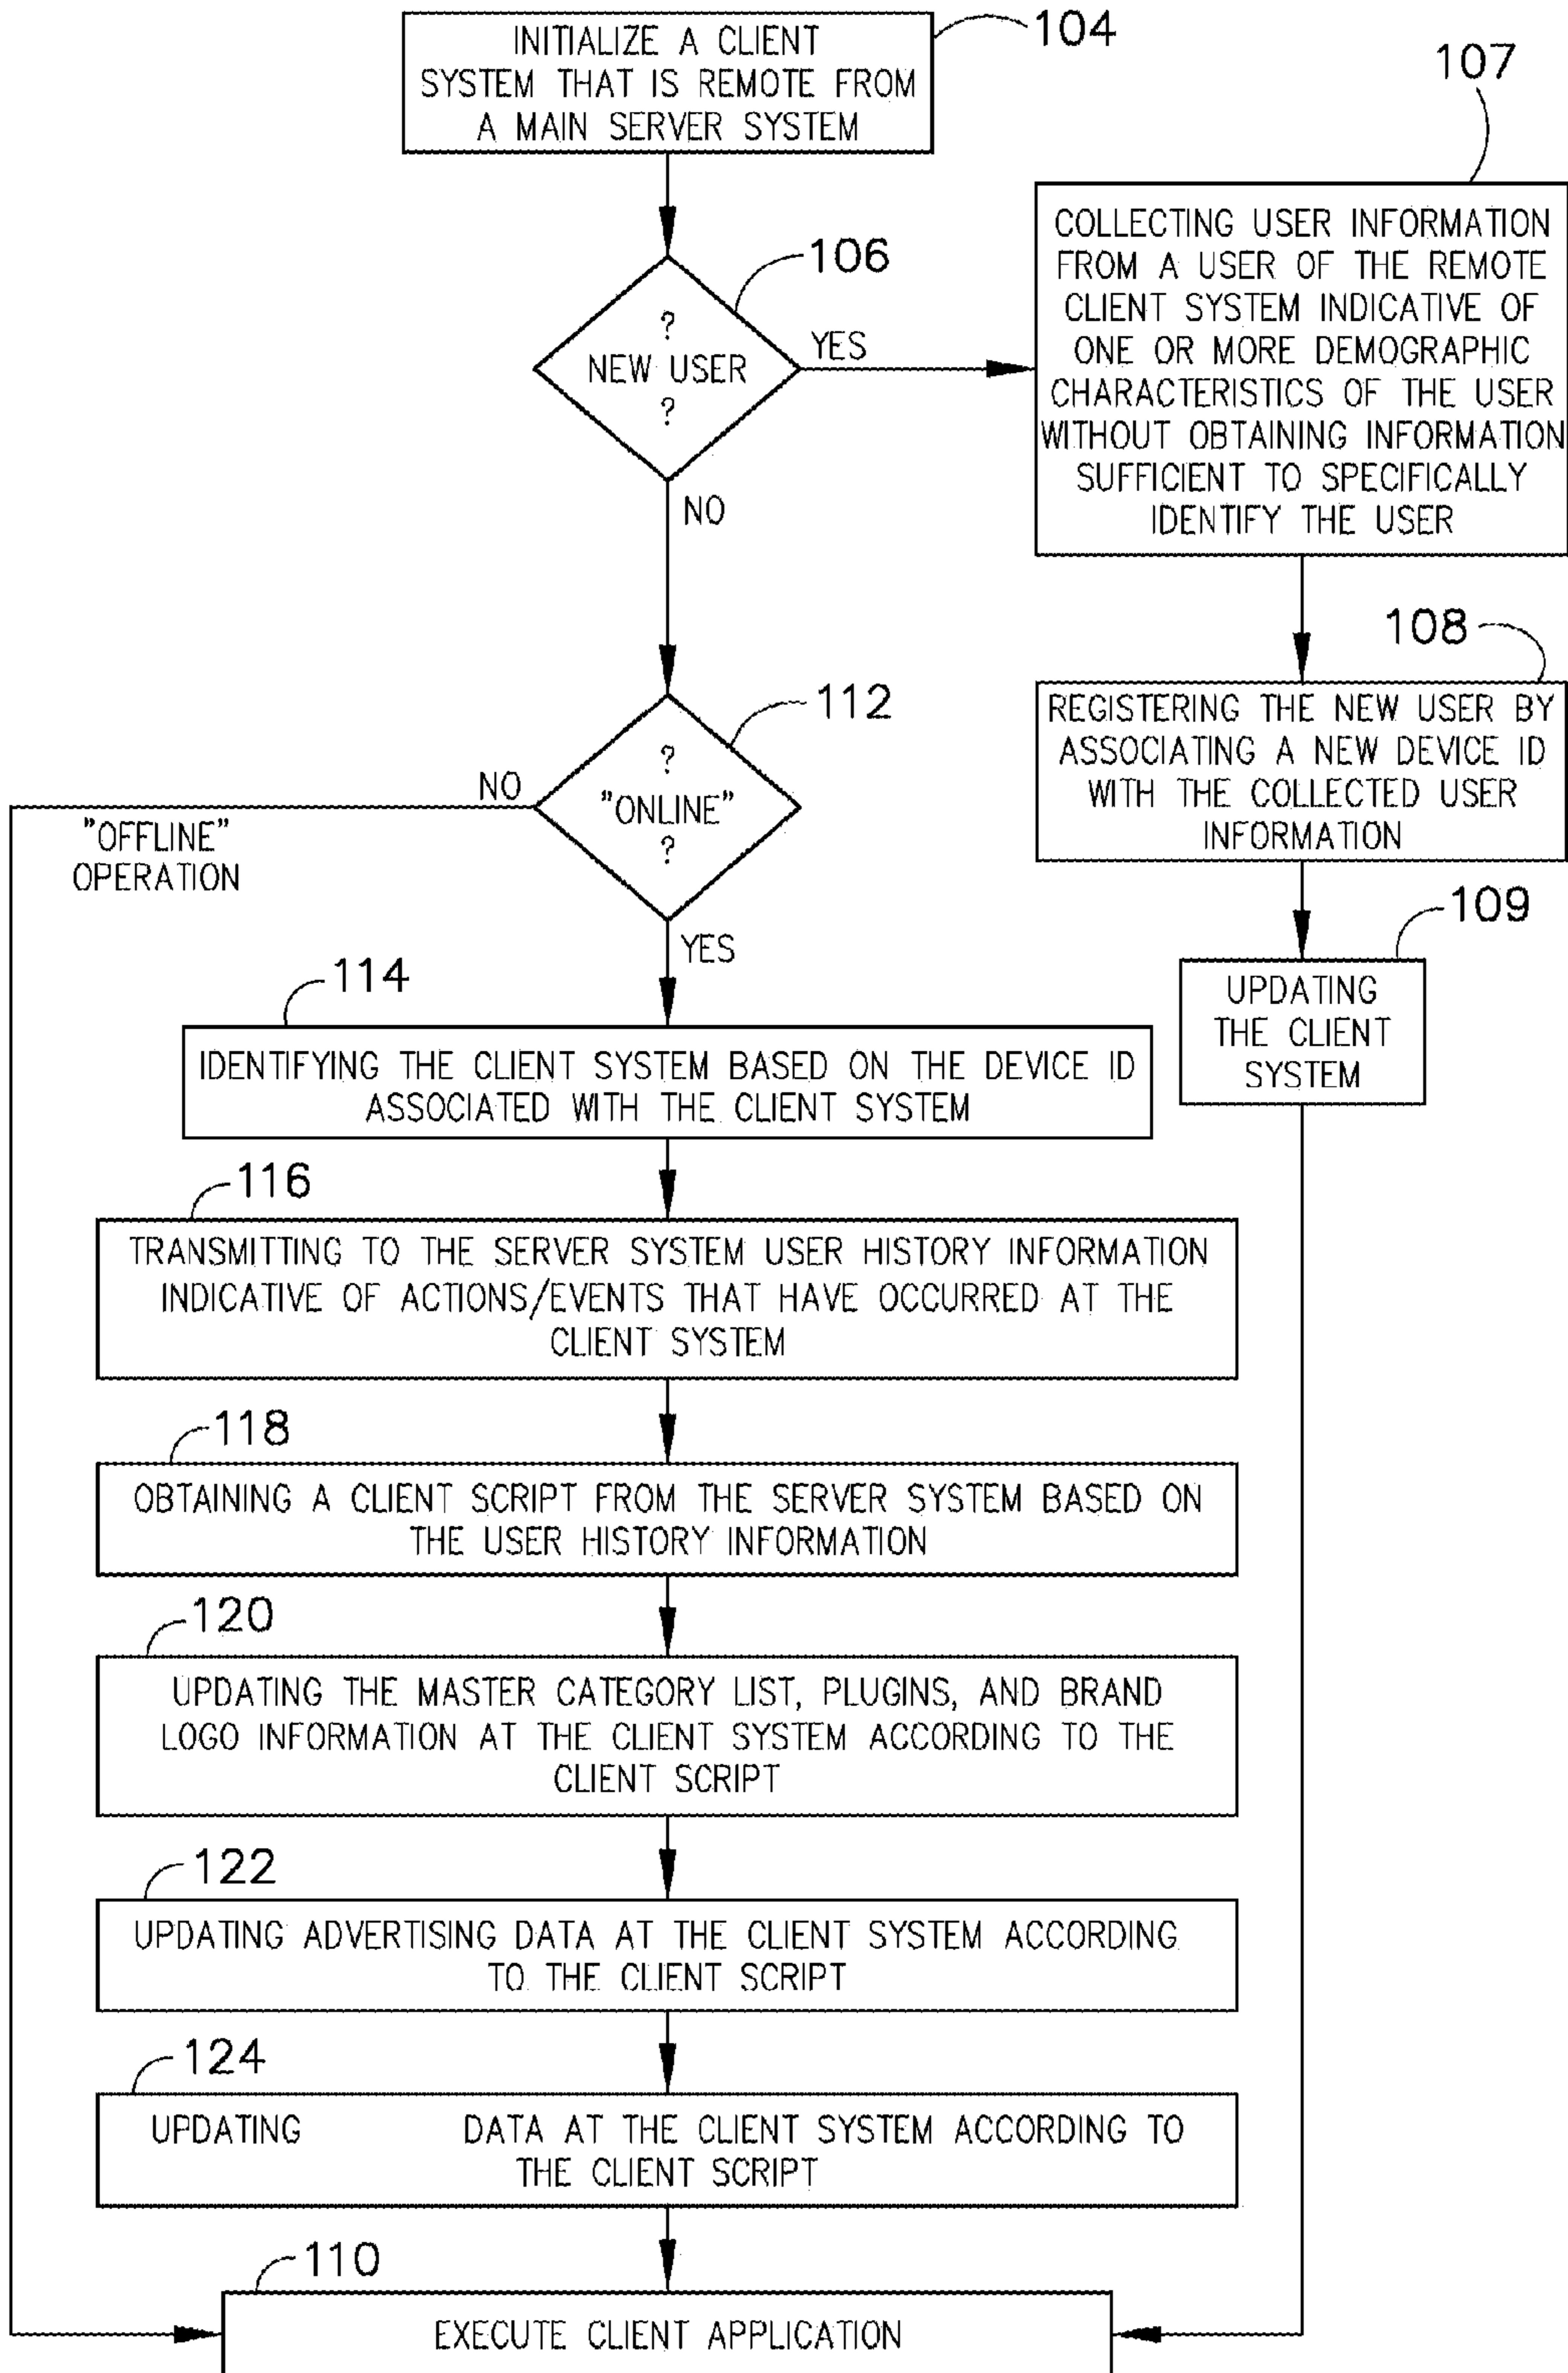 INITIALIZE A CLIENT
SYSTEM THAT IS REMOTE FROM
A MAIN SERVER SYSTEM
104
?
NEW USER
?
106
YES
NO
107
COLLECTING USER INFORMATION
FROM A USER OF THE REMOTE
CLIENT SYSTEM INDICATIVE OF
ONE OR MORE DEMOGRAPHIC
CHARACTERISTICS OF THE USER
WITHOUT OBTAINING INFORMATION
SUFFICIENT TO SPECIFICALLY
IDENTIFY THE USER
108
REGISTERING THE NEW USER BY
ASSOCIATING A NEW DEVICE ID
WITH THE COLLECTED USER
INFORMATION
109
UPDATING
THE CLIENT
SYSTEM
112
?
"ONLINE"
?
NO
"OFFLINE"
OPERATION
YES
114
IDENTIFYING THE CLIENT SYSTEM BASED ON THE DEVICE ID
ASSOCIATED WITH THE CLIENT SYSTEM
116
TRANSMITTING TO THE SERVER SYSTEM USER HISTORY INFORMATION
INDICATIVE OF ACTIONS/EVENTS THAT HAVE OCCURRED AT THE
CLIENT SYSTEM
118
OBTAINING A CLIENT SCRIPT FROM THE SERVER SYSTEM BASED ON
THE USER HISTORY INFORMATION
120
UPDATING THE MASTER CATEGORY LIST, PLUGINS, AND BRAND
LOGO INFORMATION AT THE CLIENT SYSTEM ACCORDING TO THE
CLIENT SCRIPT
122
UPDATING ADVERTISING DATA AT THE CLIENT SYSTEM ACCORDING
TO THE CLIENT SCRIPT
124
UPDATING DATA AT THE CLIENT SYSTEM ACCORDING TO
THE CLIENT SCRIPT
110
EXECUTE CLIENT APPLICATION